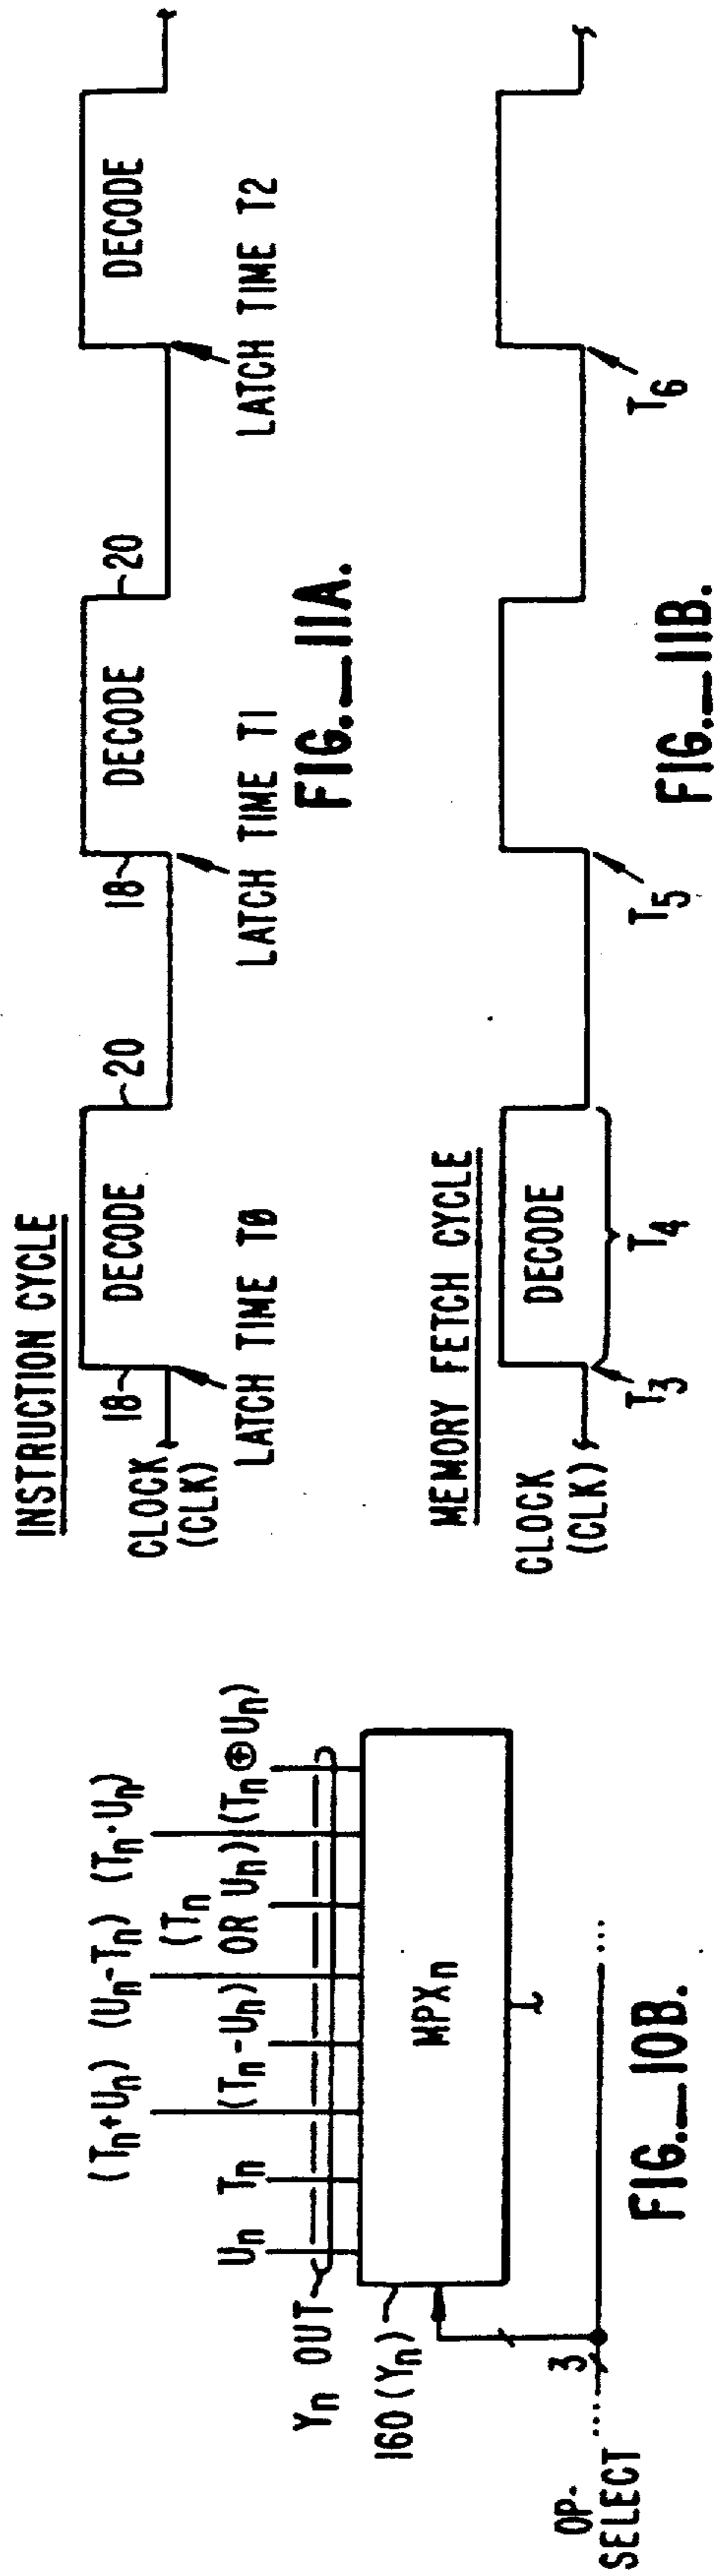 (Tn+Un) (Un-Tn) (Tn·Un)
Un Tn (Tn-Un) (Tn OR Un) (Tn⊕Un)
Yn OUT
160 (Yn)
MPXn
3
OP-
SELECT
FIG._10B.
INSTRUCTION CYCLE
18 DECODE 20 18 DECODE 20 DECODE
CLOCK
(CLK)
LATCH TIME TØ LATCH TIME T1 LATCH TIME T2
FIG._11A.
MEMORY FETCH CYCLE
DECODE
CLOCK
(CLK)
T3 T4 T5 T6
FIG._11B.